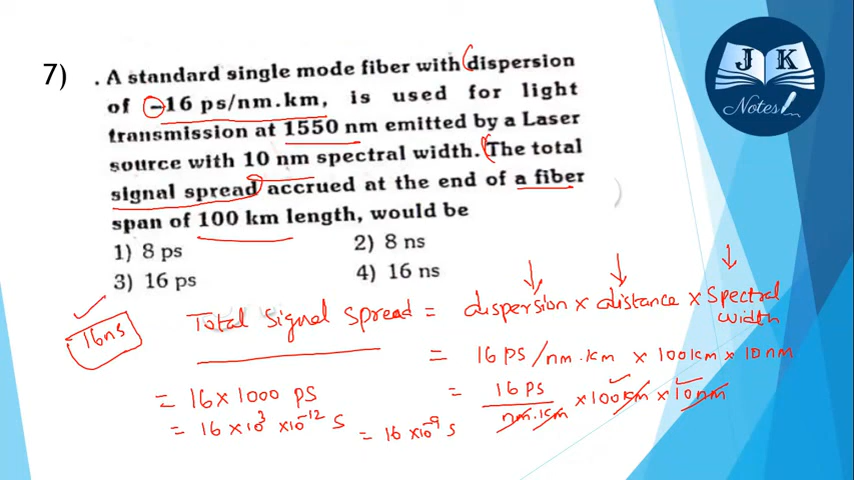 7)
. A standard single mode fiber with dispersion
of -16 ps/nm.km, is used for light
transmission at 1550 nm emitted by a Laser
source with 10 nm spectral width. The total
signal spread accrued at the end of a fiber
span of 100 km length, would be
1) 8 ps
2) 8 ns
3) 16 ps
4) 16 ns
J K
Notes
Total signal spread = dispersion x distance x Spectral
width
16ns
= 16 ps/nm.km x 100km x 10nm
= 16 ps
nm.km x 100km x 10nm
= 16 x 1000 ps
= 16 x 10³ x 10⁻¹² s = 16 x 10⁻⁹ s